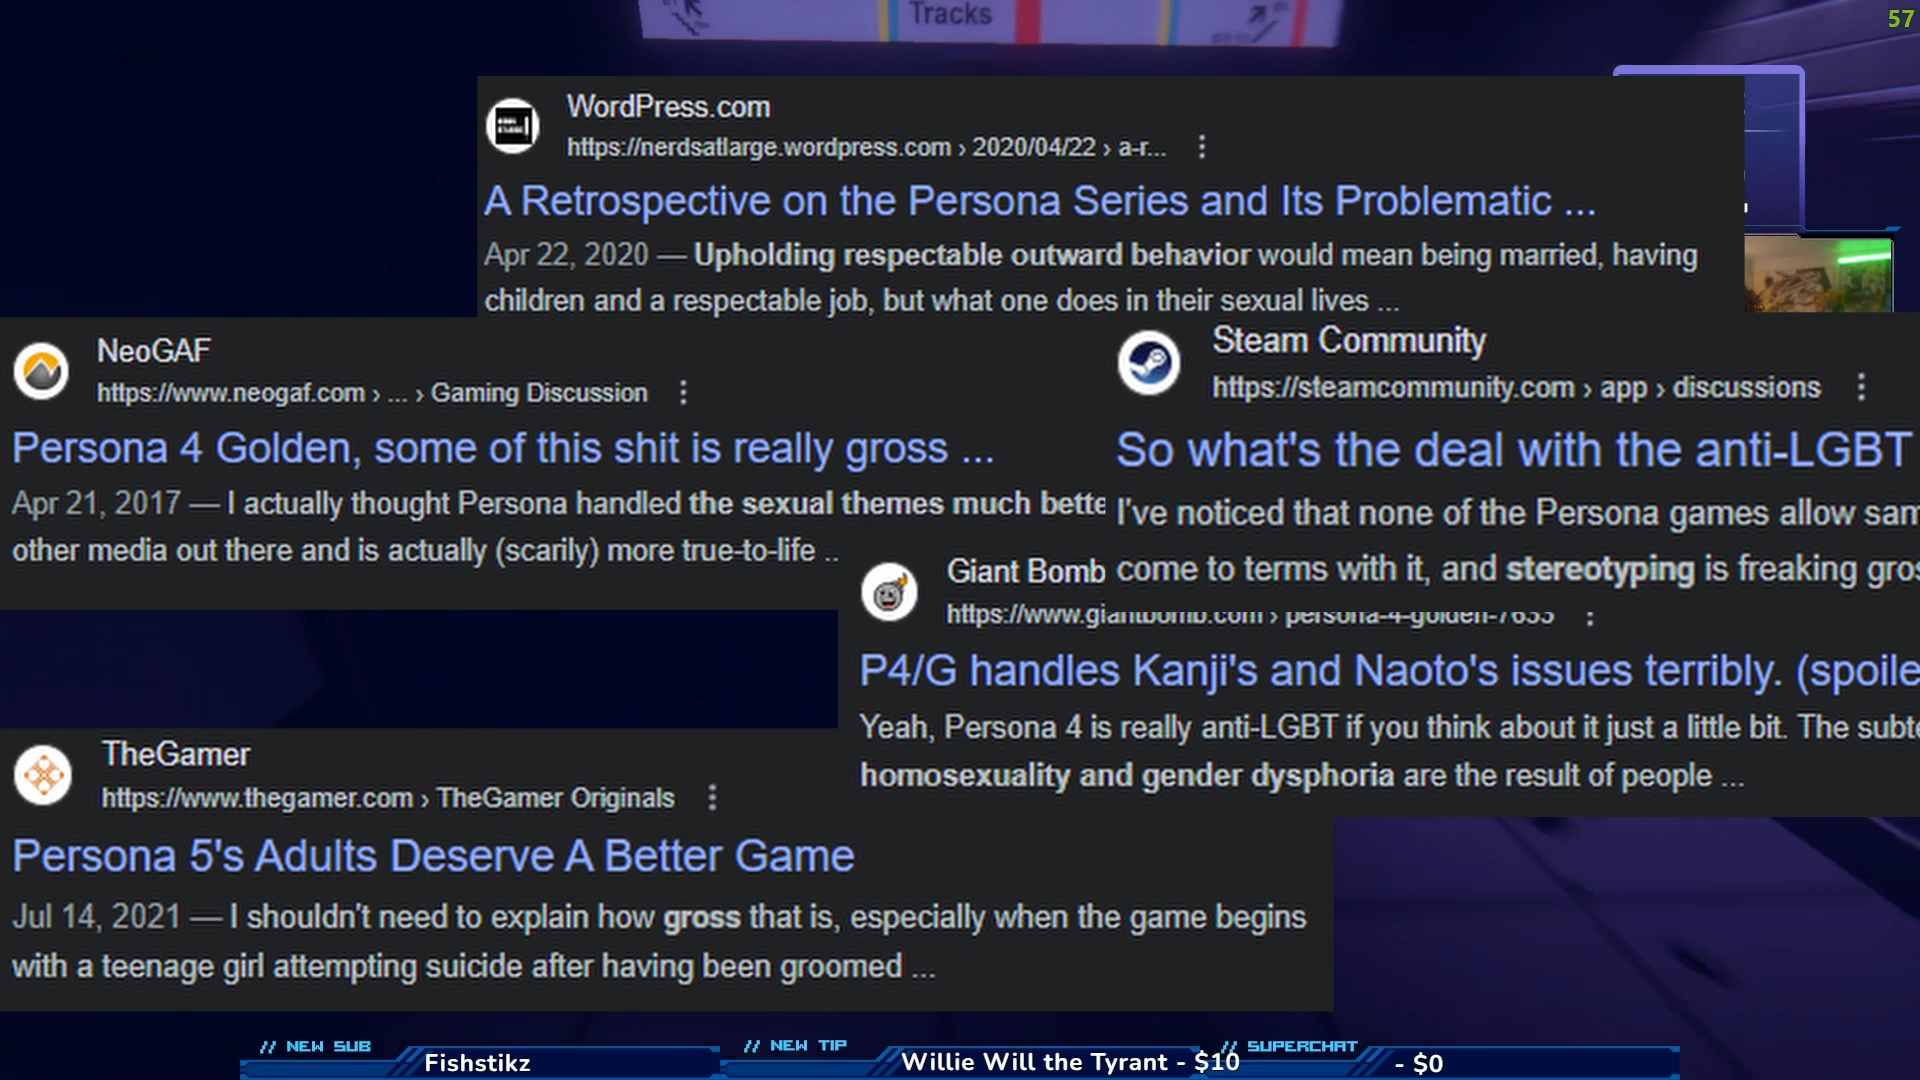 Tracks
57
WordPress.com
https://nerdsatlarge.wordpress.com › 2020/04/22 › a-r...
A Retrospective on the Persona Series and Its Problematic ...
Apr 22, 2020 — Upholding respectable outward behavior would mean being married, having
children and a respectable job, but what one does in their sexual lives ...
NeoGAF
https://www.neogaf.com › ... › Gaming Discussion
Persona 4 Golden, some of this shit is really gross ...
Apr 21, 2017 — I actually thought Persona handled the sexual themes much bette
other media out there and is actually (scarily) more true-to-life ..
Steam Community
https://steamcommunity.com › app › discussions
So what's the deal with the anti-LGBT
I've noticed that none of the Persona games allow sam
come to terms with it, and stereotyping is freaking gros
Giant Bomb
https://www.giantbomb.com › persona-4-golden-7633
P4/G handles Kanji's and Naoto's issues terribly. (spoile
Yeah, Persona 4 is really anti-LGBT if you think about it just a little bit. The subte
homosexuality and gender dysphoria are the result of people ...
TheGamer
https://www.thegamer.com › TheGamer Originals
Persona 5's Adults Deserve A Better Game
Jul 14, 2021 — I shouldn't need to explain how gross that is, especially when the game begins
with a teenage girl attempting suicide after having been groomed ...
// NEW SUB
Fishstikz
// NEW TIP
Willie Will the Tyrant - $10
// SUPERCHAT
- $0